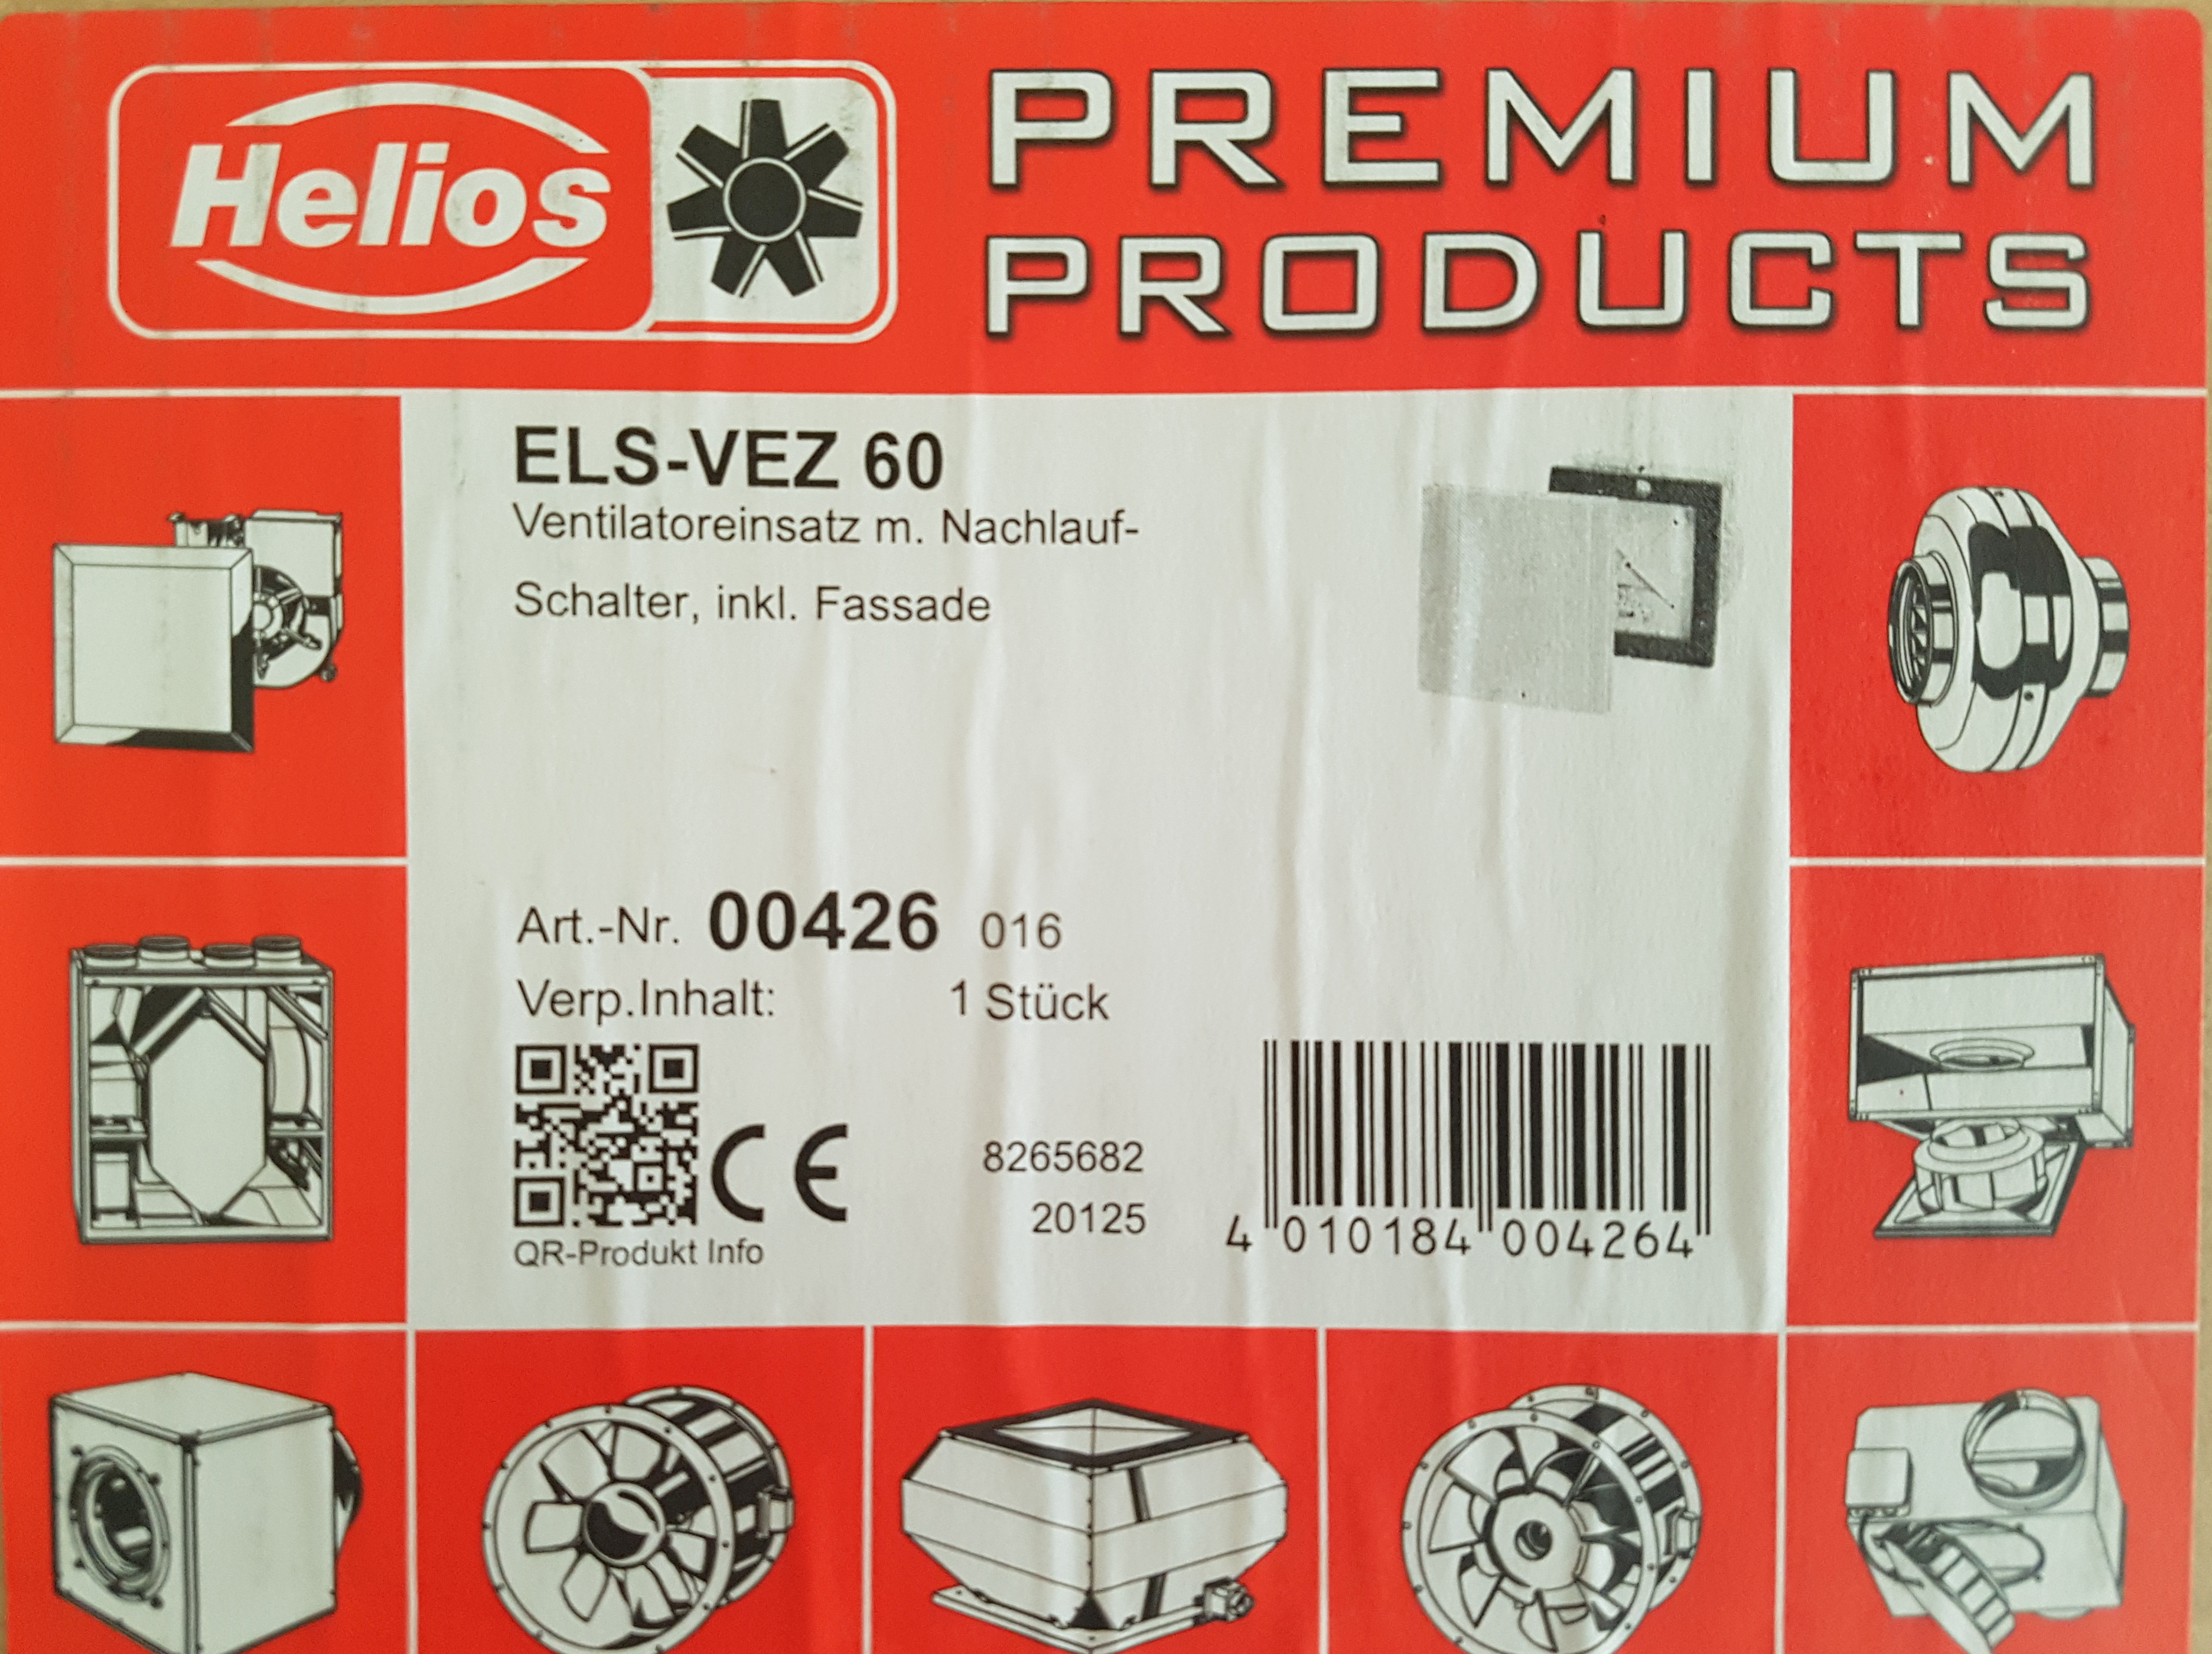 Helios
PREMIUM
PRODUCTS
ELS-VEZ 60
Ventilatoreinsatz m. Nachlauf-
Schalter, inkl. Fassade
Art.-Nr. 00426 016
Verp.Inhalt: 1 Stück
CE
8265682
20125
QR-Produkt Info
4 010184 004264